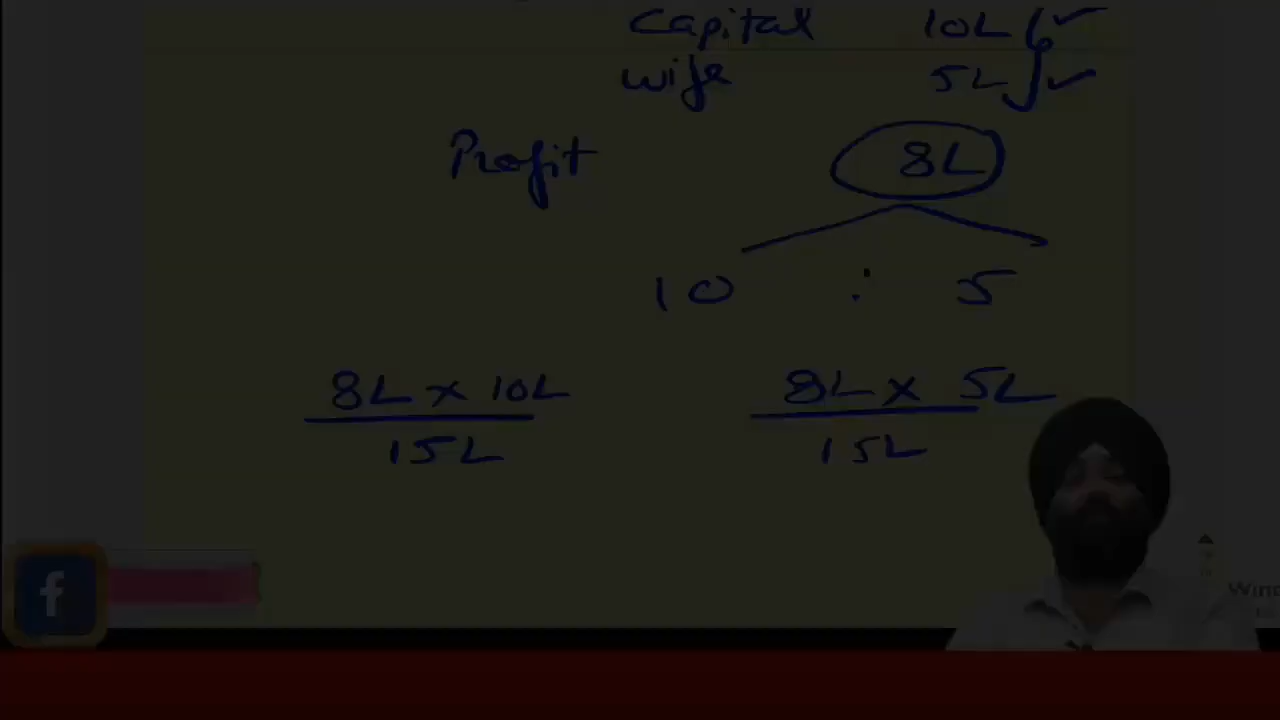 Capital 10L
Wife 5L
Profit 8L
10 : 5
8L x 10L 8L x 5L
15L 15L
f